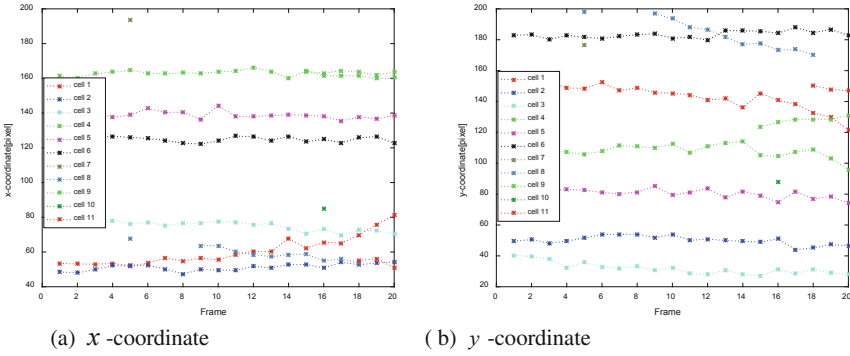 200
180
160
140
120
100
80
60
40
x-coordinate[pixel]
cell 1
cell 2
cell 3
cell 4
cell 5
cell 6
cell 7
cell 8
cell 9
cell 10
cell 11
0 2 4 6 8 10 12 14 16 18 20
Frame
200
180
160
140
120
100
80
60
40
20
y-coordinate[pixel]
cell 1
cell 2
cell 3
cell 4
cell 5
cell 6
cell 7
cell 8
cell 9
cell 10
cell 11
0 2 4 6 8 10 12 14 16 18 20
Frame
(a) x -coordinate
( b) y -coordinate